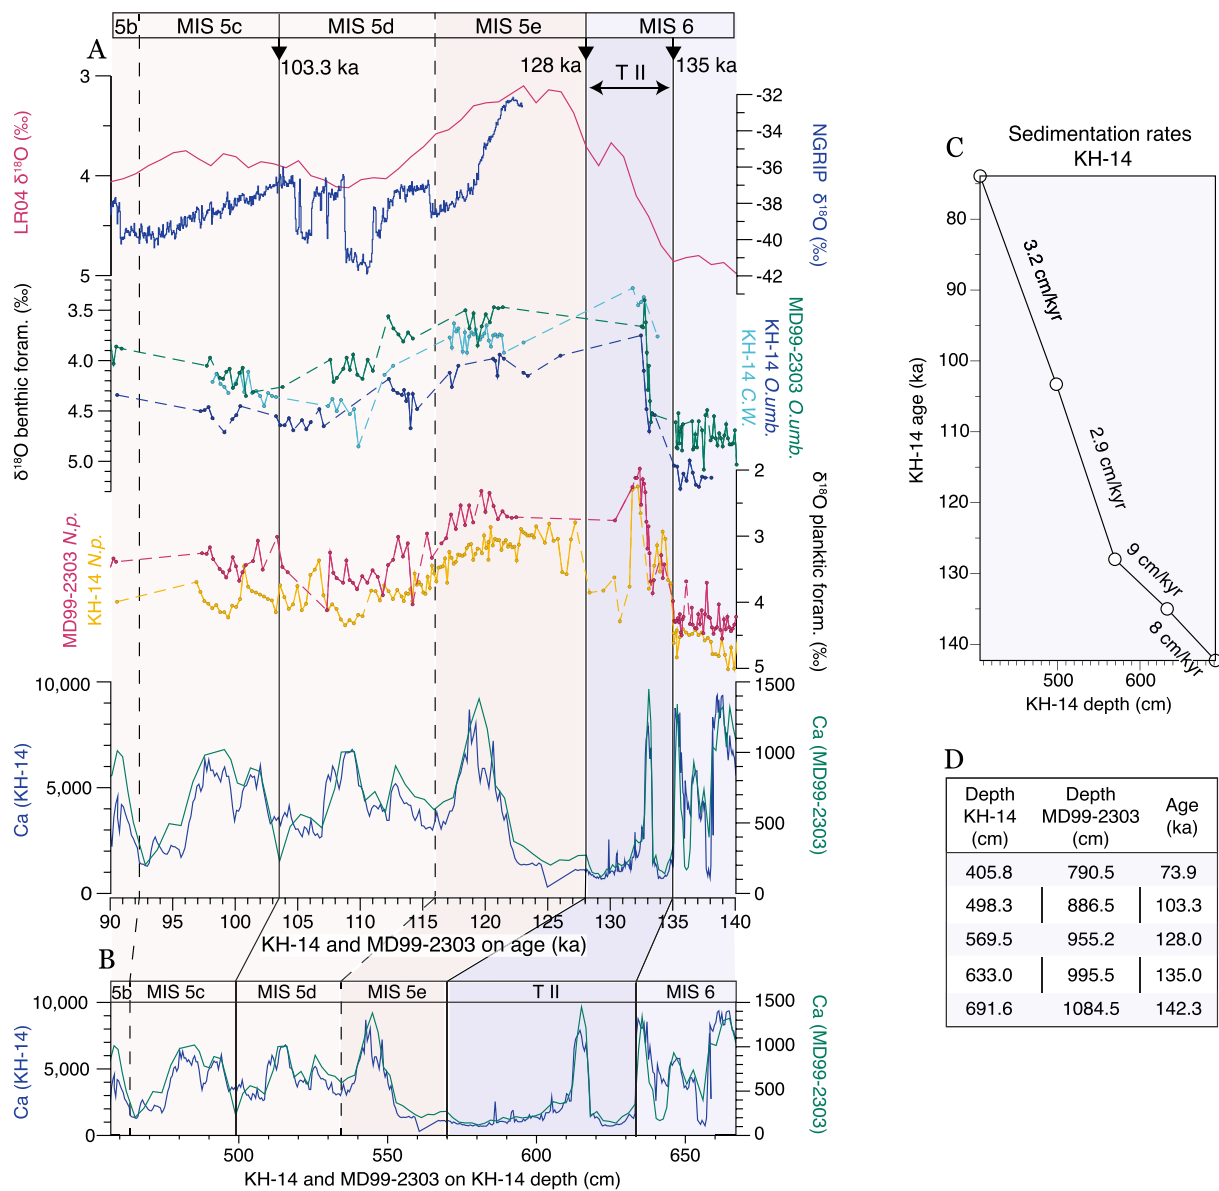 5b MIS 5c MIS 5d MIS 5e MIS 6
A
103.3 ka 128 ka T II 135 ka
3
4
5
LR04 δ¹⁸O (‰)
-32
-34
-36
-38
-40
-42
NGRIP δ¹⁸O (‰)
3.5
4.0
4.5
5.0
δ¹⁸O benthic foram. (‰)
MD99-2303 O.umb.
KH-14 O.umb.
KH-14 C.W.
2
3
4
5
δ¹⁸O planktic foram. (‰)
MD99-2303 N.p.
KH-14 N.p.
10,000
5,000
0
Ca (KH-14)
1500
1000
500
0
Ca (MD99-2303)
90 95 100 105 110 115 120 125 130 135 140
KH-14 and MD99-2303 on age (ka)
B
5b MIS 5c MIS 5d MIS 5e T II MIS 6
10,000
5,000
0
Ca (KH-14)
1500
1000
500
0
Ca (MD99-2303)
500 550 600 650
KH-14 and MD99-2303 on KH-14 depth (cm)
C
Sedimentation rates
KH-14
80
90
100
110
120
130
140
KH-14 age (ka)
3.2 cm/kyr
2.9 cm/kyr
9 cm/kyr
8 cm/kyr
500 600
KH-14 depth (cm)
D
Depth KH-14 (cm) Depth MD99-2303 (cm) Age (ka)
405.8 790.5 73.9
498.3 886.5 103.3
569.5 955.2 128.0
633.0 995.5 135.0
691.6 1084.5 142.3